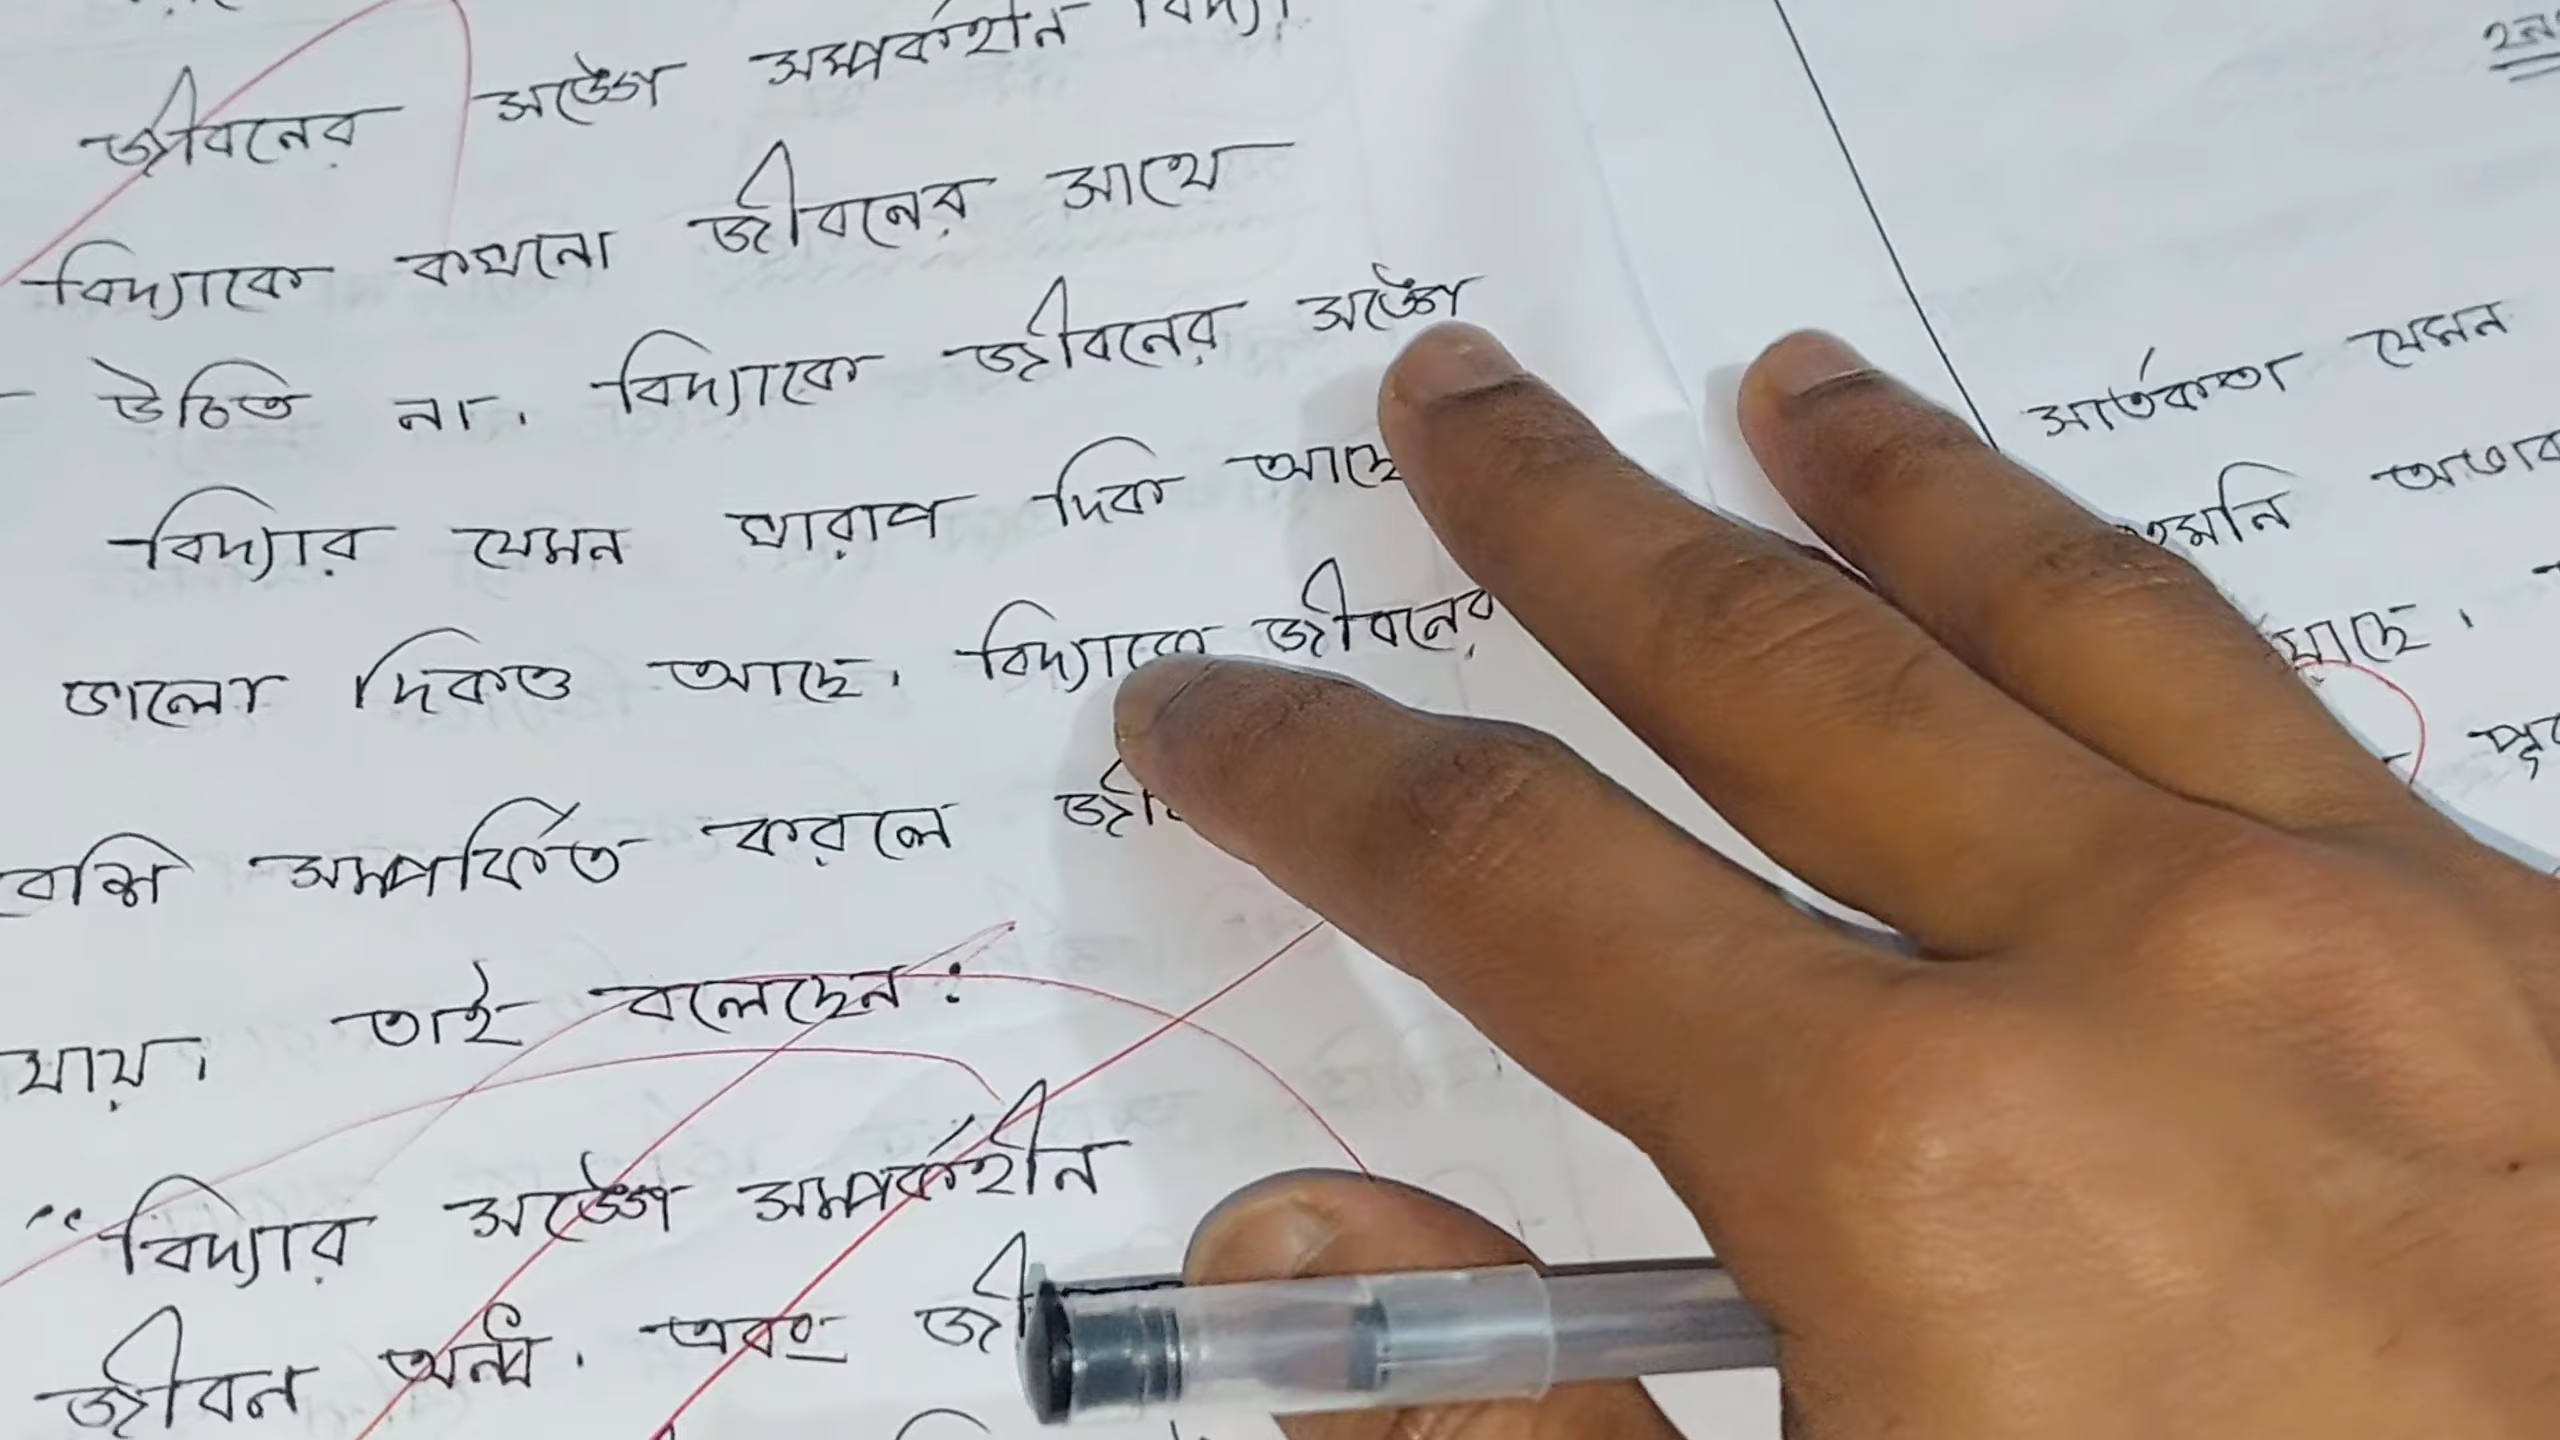 জীবনের সঙ্গে সম্পর্কহীন বিদ্যা
বিদ্যাকে কখনো জীবনের সাথে
উচিত না। বিদ্যাকে জীবনের সঙ্গে
বিদ্যার যেমন খারাপ দিক আছে
ভালো দিকও আছে। বিদ্যাকে জীবনের
বেশি সম্পর্কিত করলে
যায়। তাই বলেছেন:
“বিদ্যার সঙ্গে সম্পর্কহীন
জীবন অন্ধ। এবং
সার্তকতা যেমন
তেমনি
আছে।